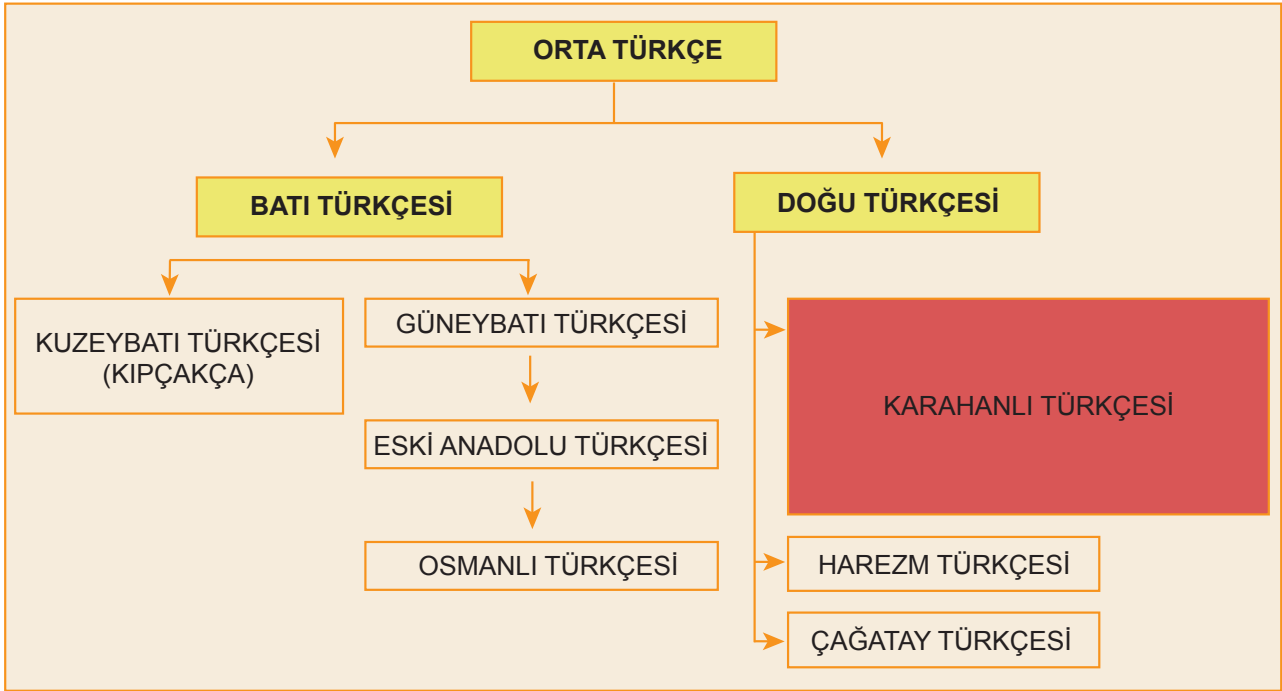 ORTA TÜRKÇE
BATI TÜRKÇESİ
DOĞU TÜRKÇESİ
KUZEYBATI TÜRKÇESİ
(KIPÇAKÇA)
GÜNEYBATI TÜRKÇESİ
ESKİ ANADOLU TÜRKÇESİ
OSMANLI TÜRKÇESİ
KARAHANLI TÜRKÇESİ
HAREZM TÜRKÇESİ
ÇAĞATAY TÜRKÇESİ